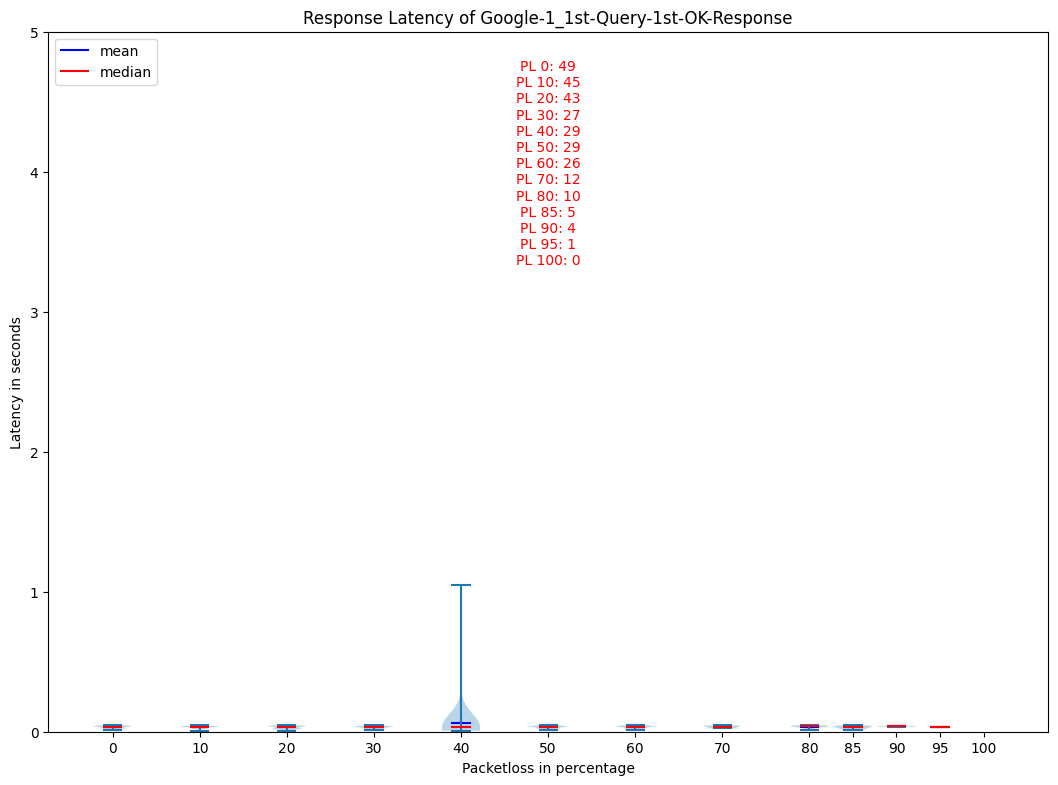 Response Latency of Google-1_1st-Query-1st-OK-Response
mean
median
PL 0: 49
PL 10: 45
PL 20: 43
PL 30: 27
PL 40: 29
PL 50: 29
PL 60: 26
PL 70: 12
PL 80: 10
PL 85: 5
PL 90: 4
PL 95: 1
PL 100: 0
Latency in seconds
5
4
3
2
1
0
0 10 20 30 40 50 60 70 80 85 90 95 100
Packetloss in percentage